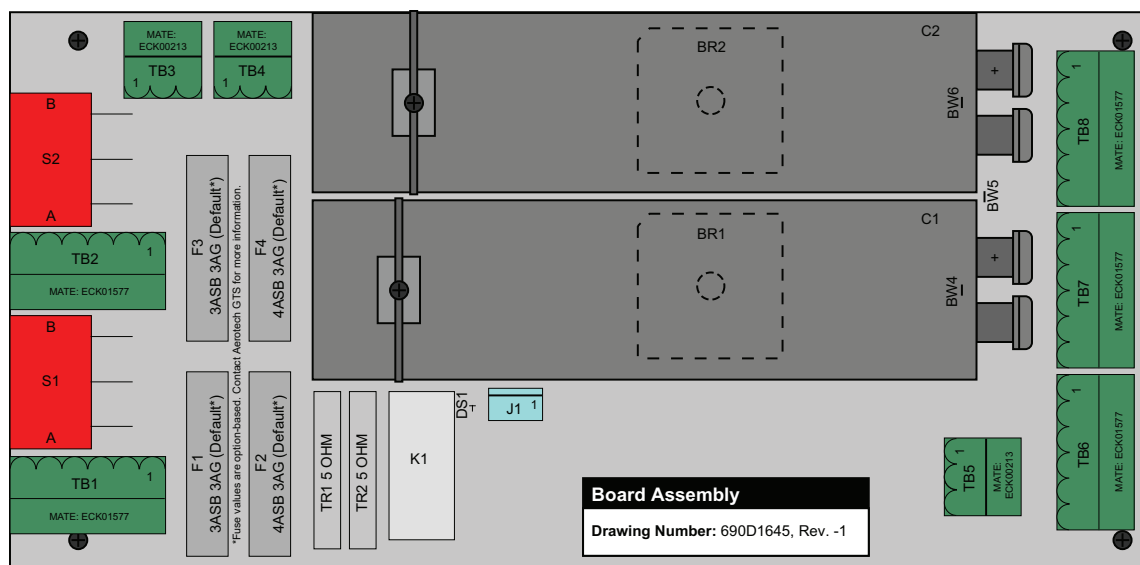 MATE:
ECK00213
TB3
1
MATE:
ECK00213
TB4
1
BR2
C2
+
BW6
BW5
B
S2
A
TB2
1
MATE: ECK01577
F3
3ASB 3AG (Default*)
*Fuse values are option-based. Contact Aerotech GTS for more information.
F4
4ASB 3AG (Default*)
BR1
C1
+
BW4
1
TB8
MATE: ECK01577
1
TB7
MATE: ECK01577
B
S1
A
TB1
1
MATE: ECK01577
F1
3ASB 3AG (Default*)
F2
4ASB 3AG (Default*)
TR1 5 OHM
TR2 5 OHM
K1
DS1
J1
1
Board Assembly
Drawing Number: 690D1645, Rev. -1
1
TB5
MATE:
ECK00213
1
TB6
MATE: ECK01577